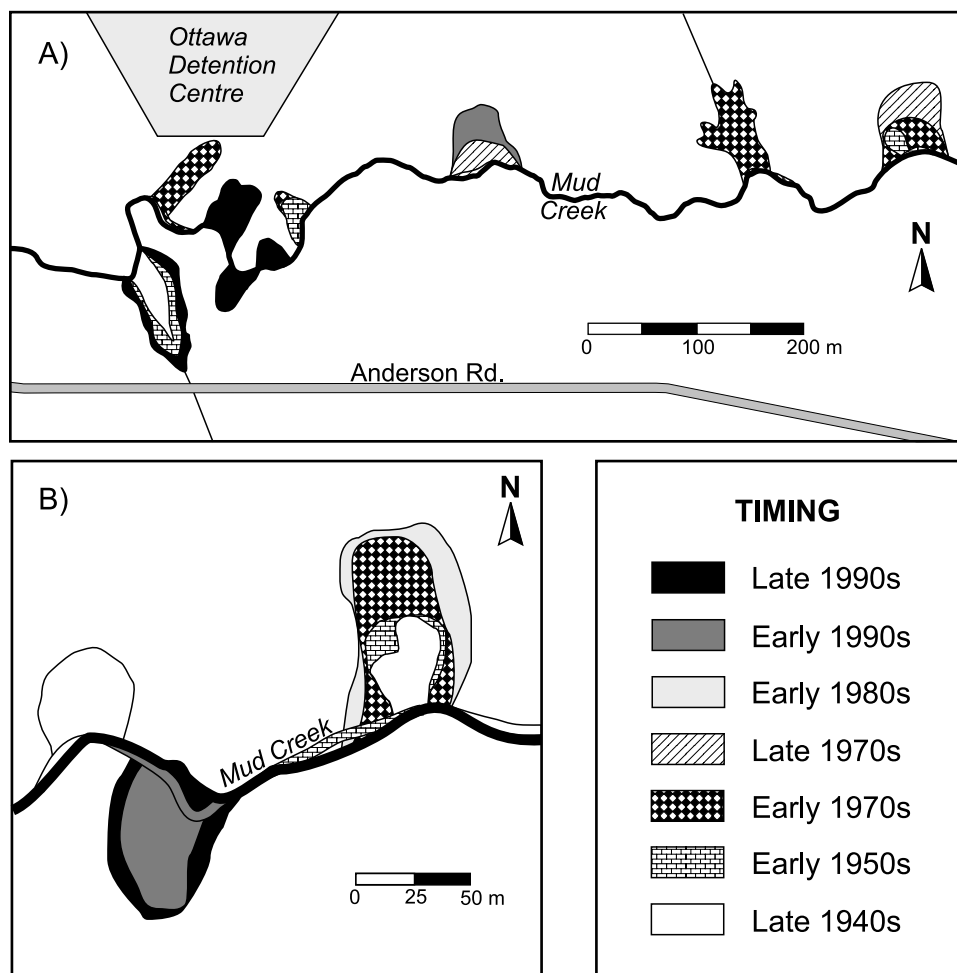 A)
Ottawa
Detention
Centre
Mud
Creek
N
0 100 200 m
Anderson Rd.
B)
N
Mud Creek
0 25 50 m
TIMING
Late 1990s
Early 1990s
Early 1980s
Late 1970s
Early 1970s
Early 1950s
Late 1940s